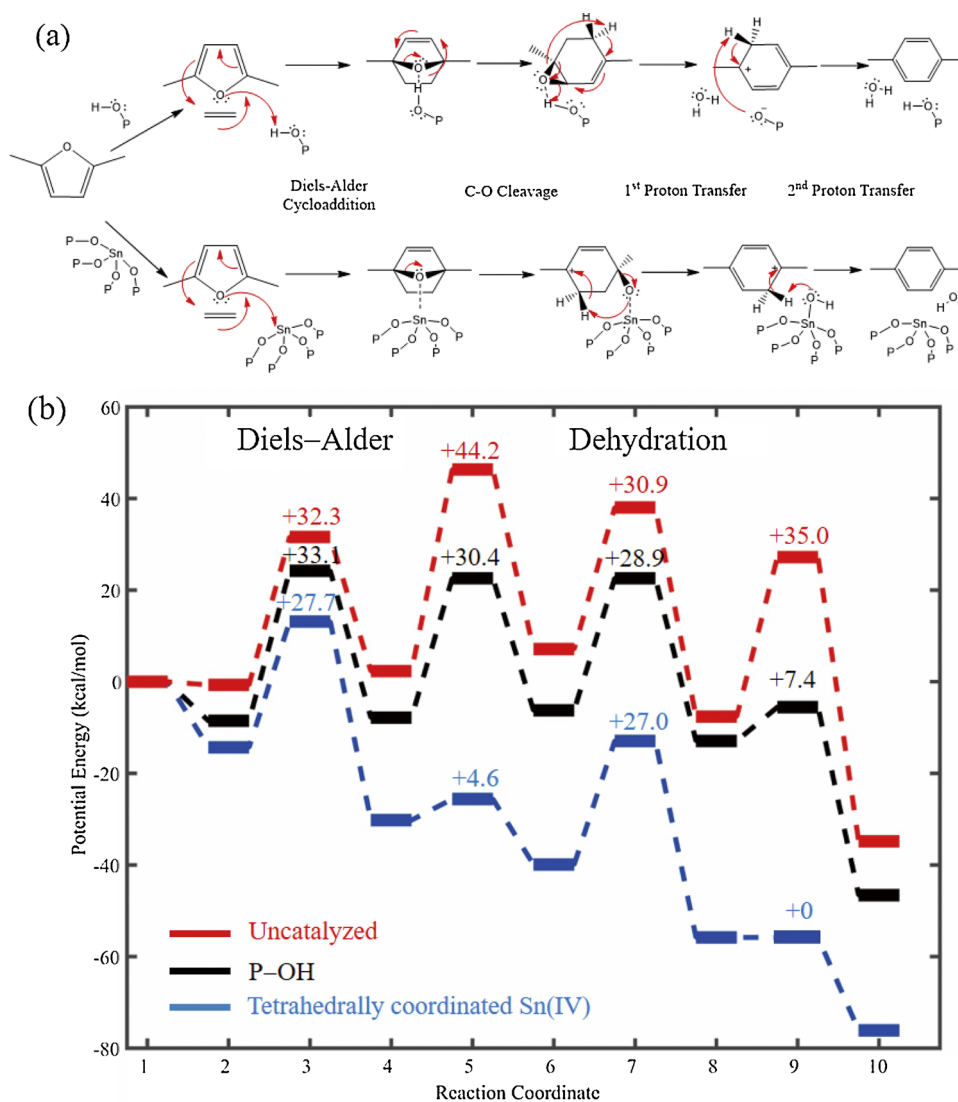 (a)
Diels-Alder
Cycloaddition
C-O Cleavage
1st Proton Transfer
2nd Proton Transfer
(b)
Diels–Alder
Dehydration
60
40
20
0
-20
-40
-60
-80
Potential Energy (kcal/mol)
+32.3
+33.1
+27.7
+44.2
+30.4
+4.6
+30.9
+28.9
+27.0
+35.0
+7.4
+0
Uncatalyzed
P–OH
Tetrahedrally coordinated Sn(IV)
1 2 3 4 5 6 7 8 9 10
Reaction Coordinate